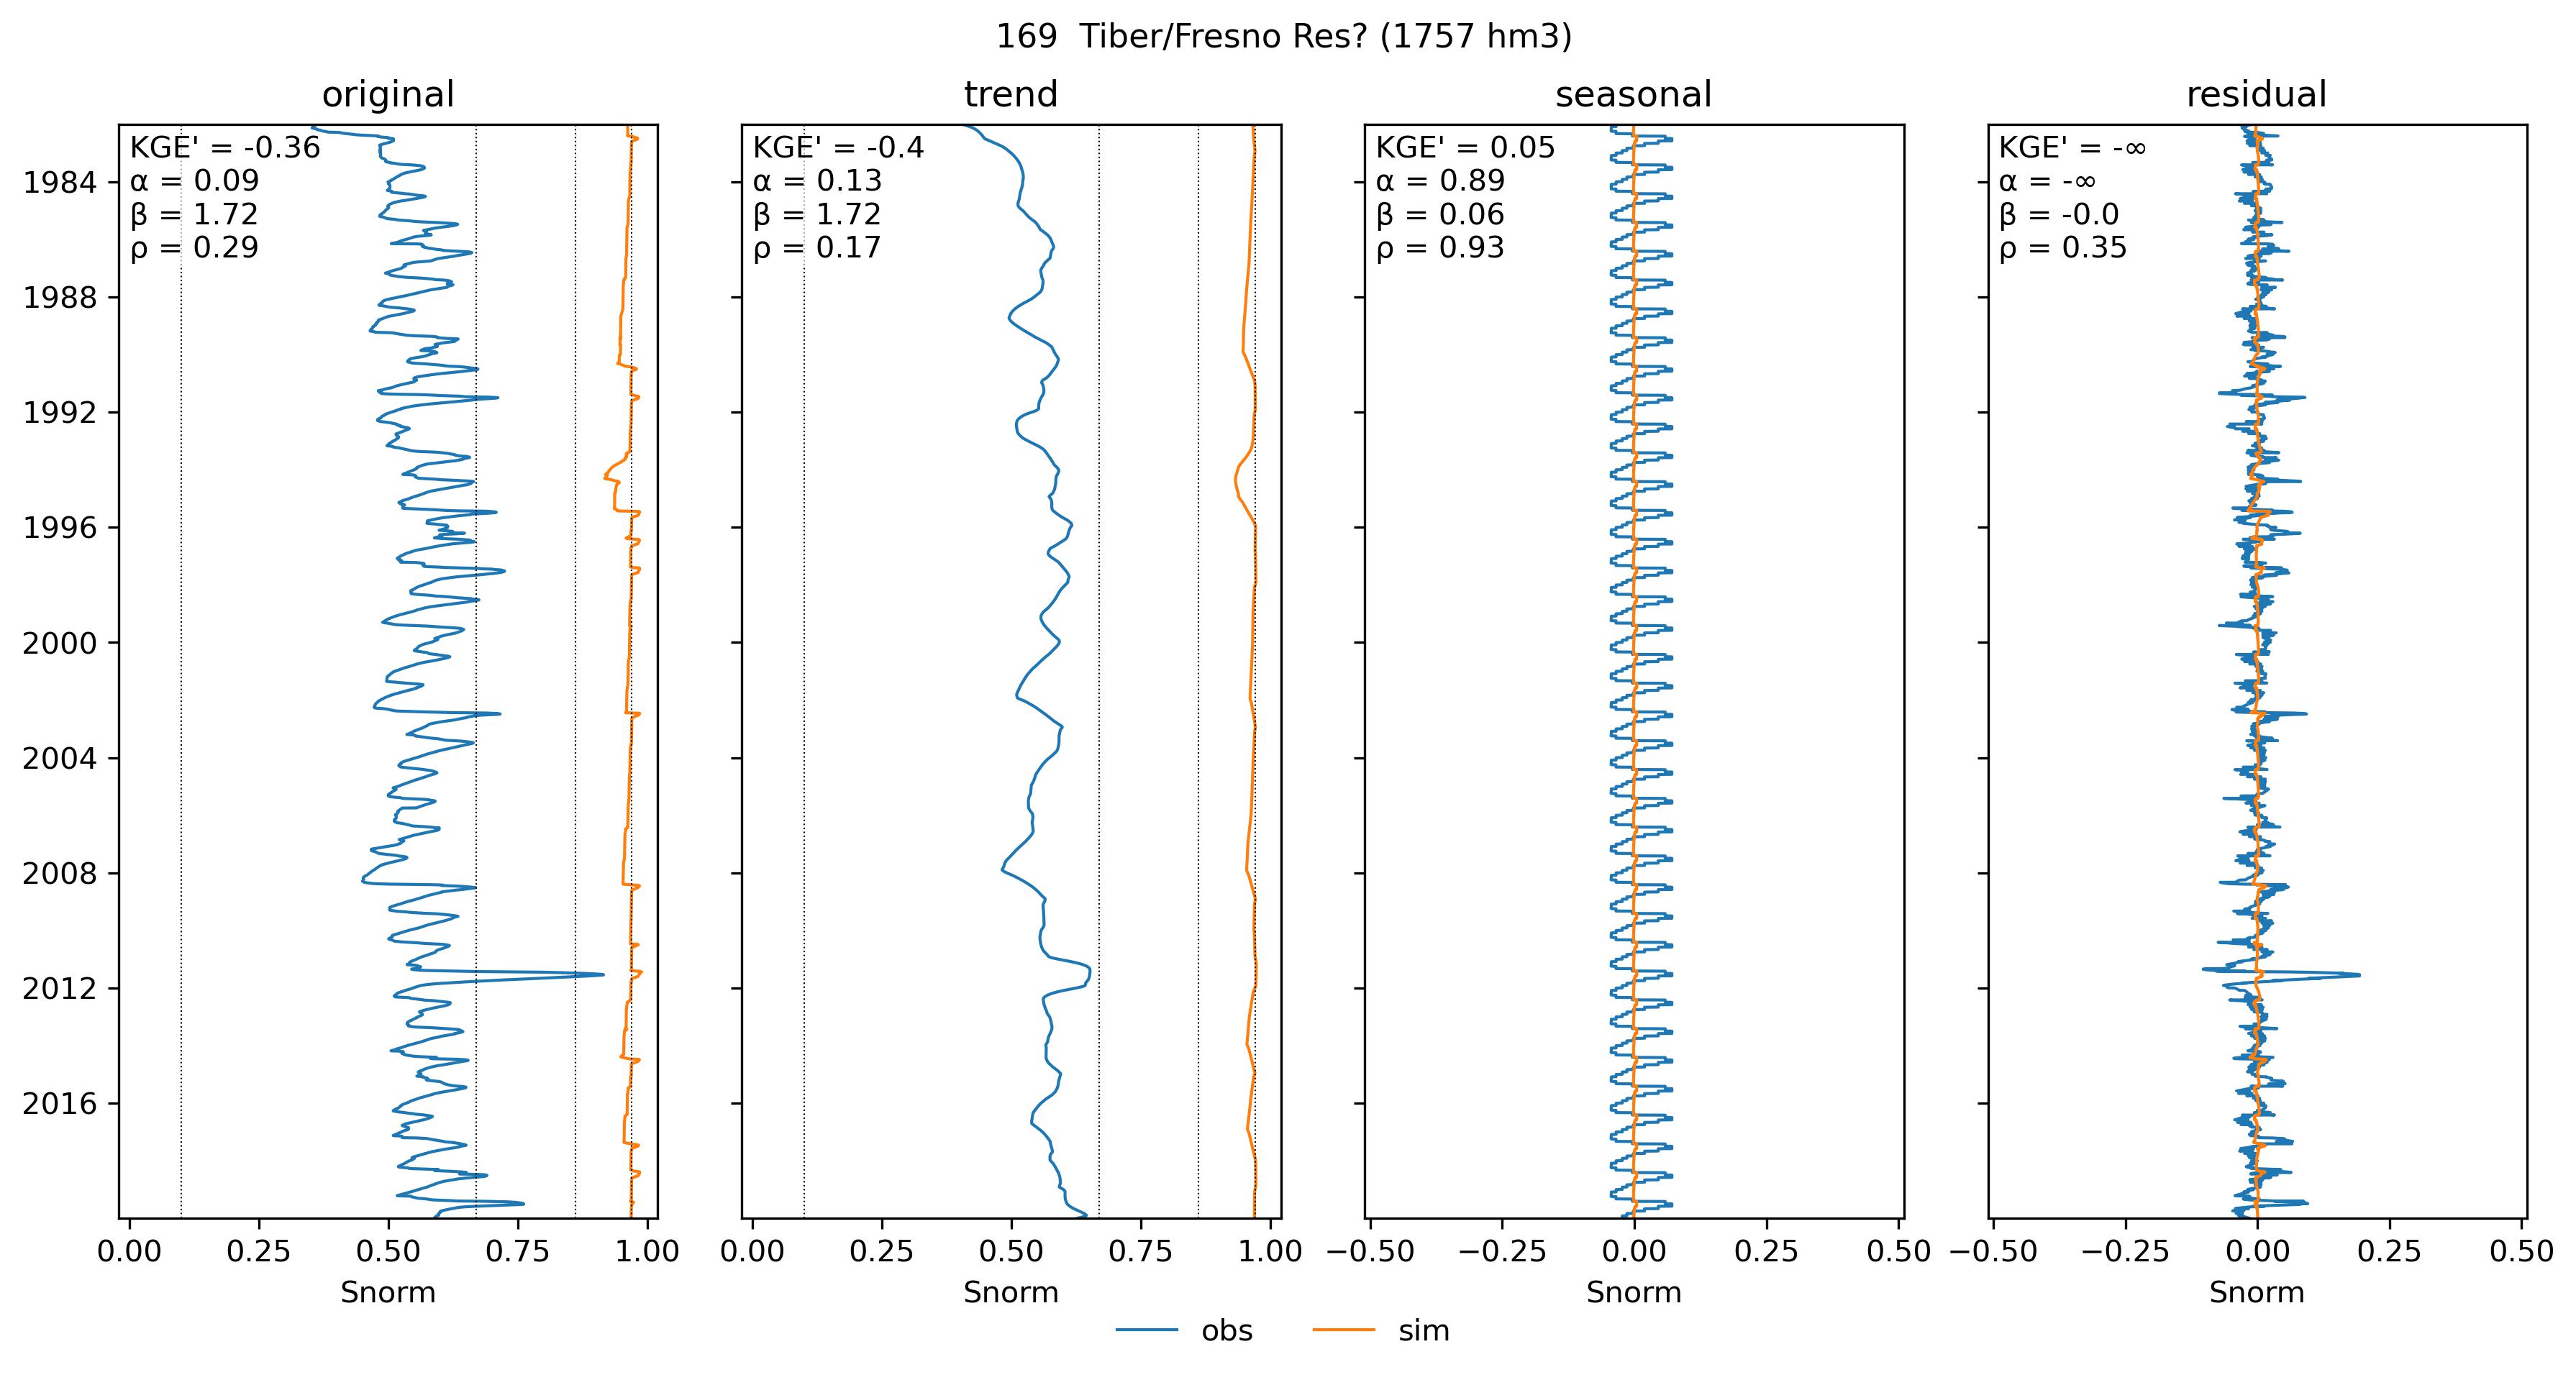 169  Tiber/Fresno Res? (1757 hm3)
original
trend
seasonal
residual
KGE' = -0.36
α = 0.09
β = 1.72
ρ = 0.29
KGE' = -0.4
α = 0.13
β = 1.72
ρ = 0.17
KGE' = 0.05
α = 0.89
β = 0.06
ρ = 0.93
KGE' = -∞
α = -∞
β = -0.0
ρ = 0.35
1984
1988
1992
1996
2000
2004
2008
2012
2016
0.00 0.25 0.50 0.75 1.00
0.00 0.25 0.50 0.75 1.00
−0.50 −0.25 0.00 0.25 0.50
−0.50 −0.25 0.00 0.25 0.50
Snorm
Snorm
Snorm
Snorm
obs
sim